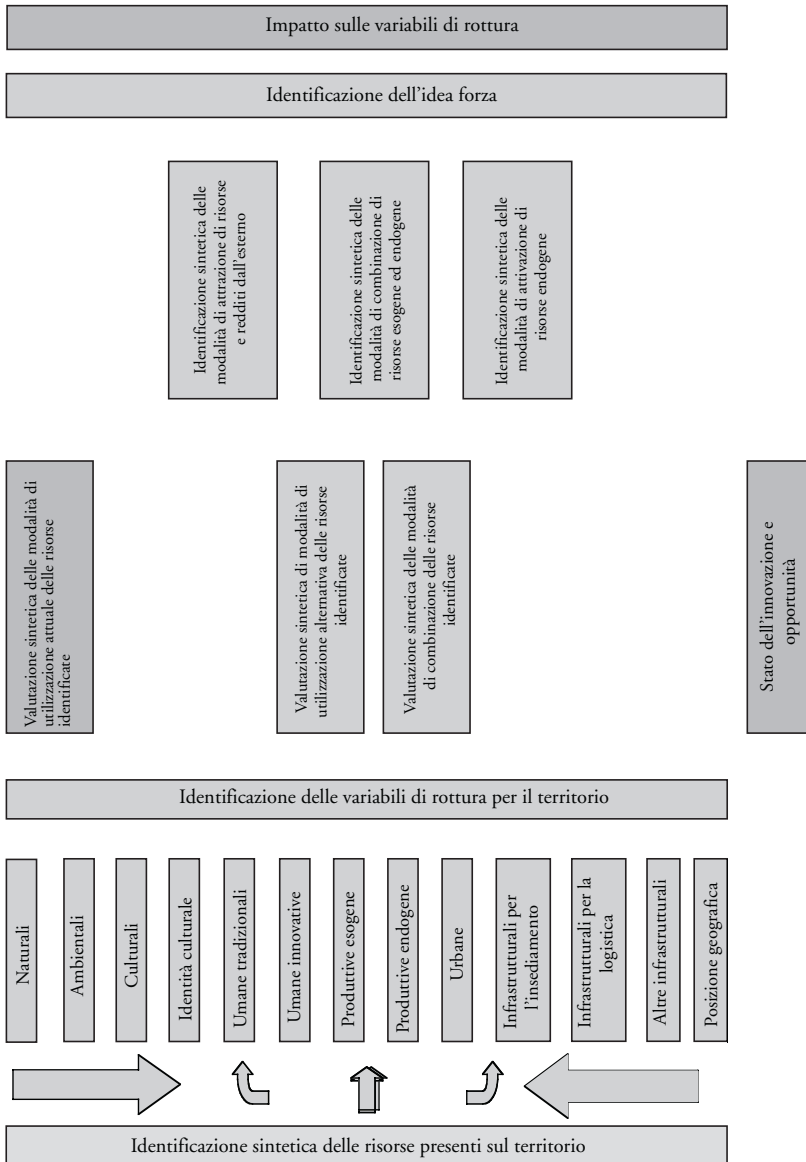 Impatto sulle variabili di rottura
Identificazione dell'idea forza
Identificazione sintetica delle
modalità di attrazione di risorse
e redditi dall'esterno
Identificazione sintetica delle
modalità di combinazione di
risorse esogene ed endogene
Identificazione sintetica delle
modalità di attivazione di
risorse endogene
Valutazione sintetica delle modalità di
utilizzazione attuale delle risorse
identificate
Valutazione sintetica di modalità di
utilizzazione alternativa delle risorse
identificate
Valutazione sintetica delle modalità
di combinazione delle risorse
identificate
Stato dell'innovazione e
opportunità
Identificazione delle variabili di rottura per il territorio
Naturali
Ambientali
Culturali
Identità culturale
Umane tradizionali
Umane innovative
Produttive esogene
Produttive endogene
Urbane
Infrastrutturali per
l'insediamento
Infrastrutturali per la
logistica
Altre infrastrutturali
Posizione geografica
Identificazione sintetica delle risorse presenti sul territorio